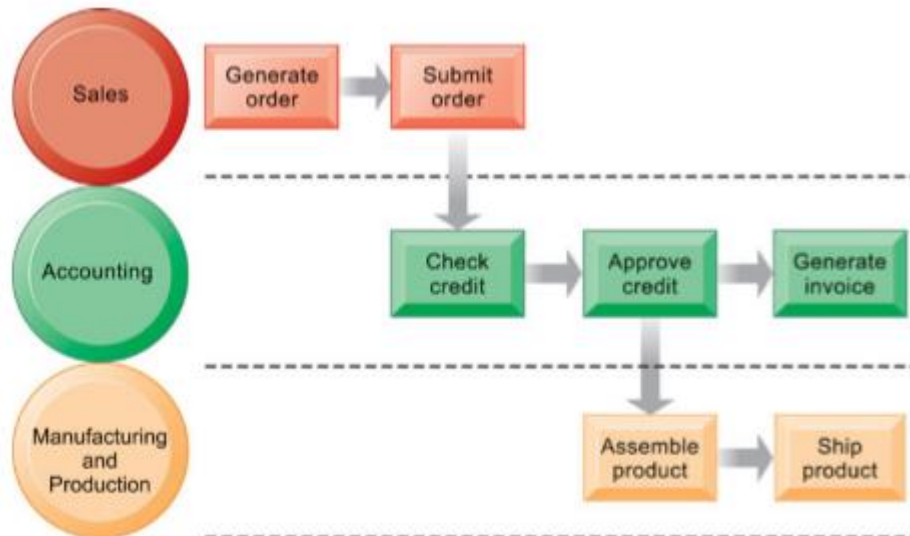 Sales
Generate
order
Submit
order
Accounting
Check
credit
Approve
credit
Generate
invoice
Manufacturing
and
Production
Assemble
product
Ship
product